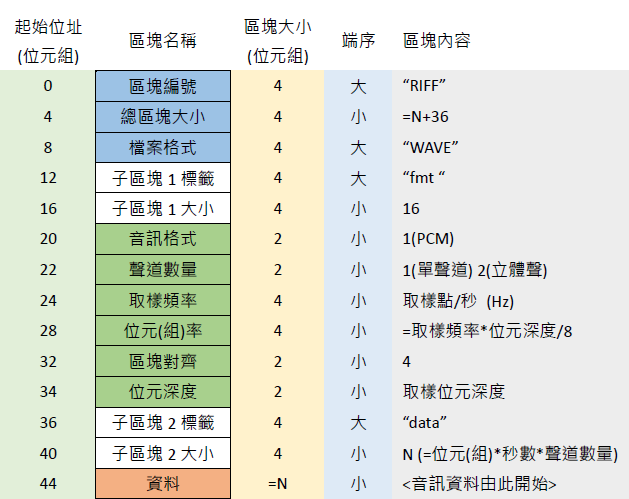 起始位址 區塊名稱 區塊大小 端序 區塊內容
(位元組) (位元組)
0 區塊編號 4 大 “RIFF”
4 總區塊大小 4 小 =N+36
8 檔案格式 4 大 “WAVE”
12 子區塊 1 標籤 4 大 “fmt “
16 子區塊 1 大小 4 小 16
20 音訊格式 2 小 1(PCM)
22 聲道數量 2 小 1(單聲道) 2(立體聲)
24 取樣頻率 4 小 取樣點/秒 (Hz)
28 位元(組)率 4 小 =取樣頻率*位元深度/8
32 區塊對齊 2 小 4
34 位元深度 2 小 取樣位元深度
36 子區塊 2 標籤 4 大 “data”
40 子區塊 2 大小 4 小 N (=位元(組)*秒數*聲道數量)
44 資料 =N 小 <音訊資料由此開始>